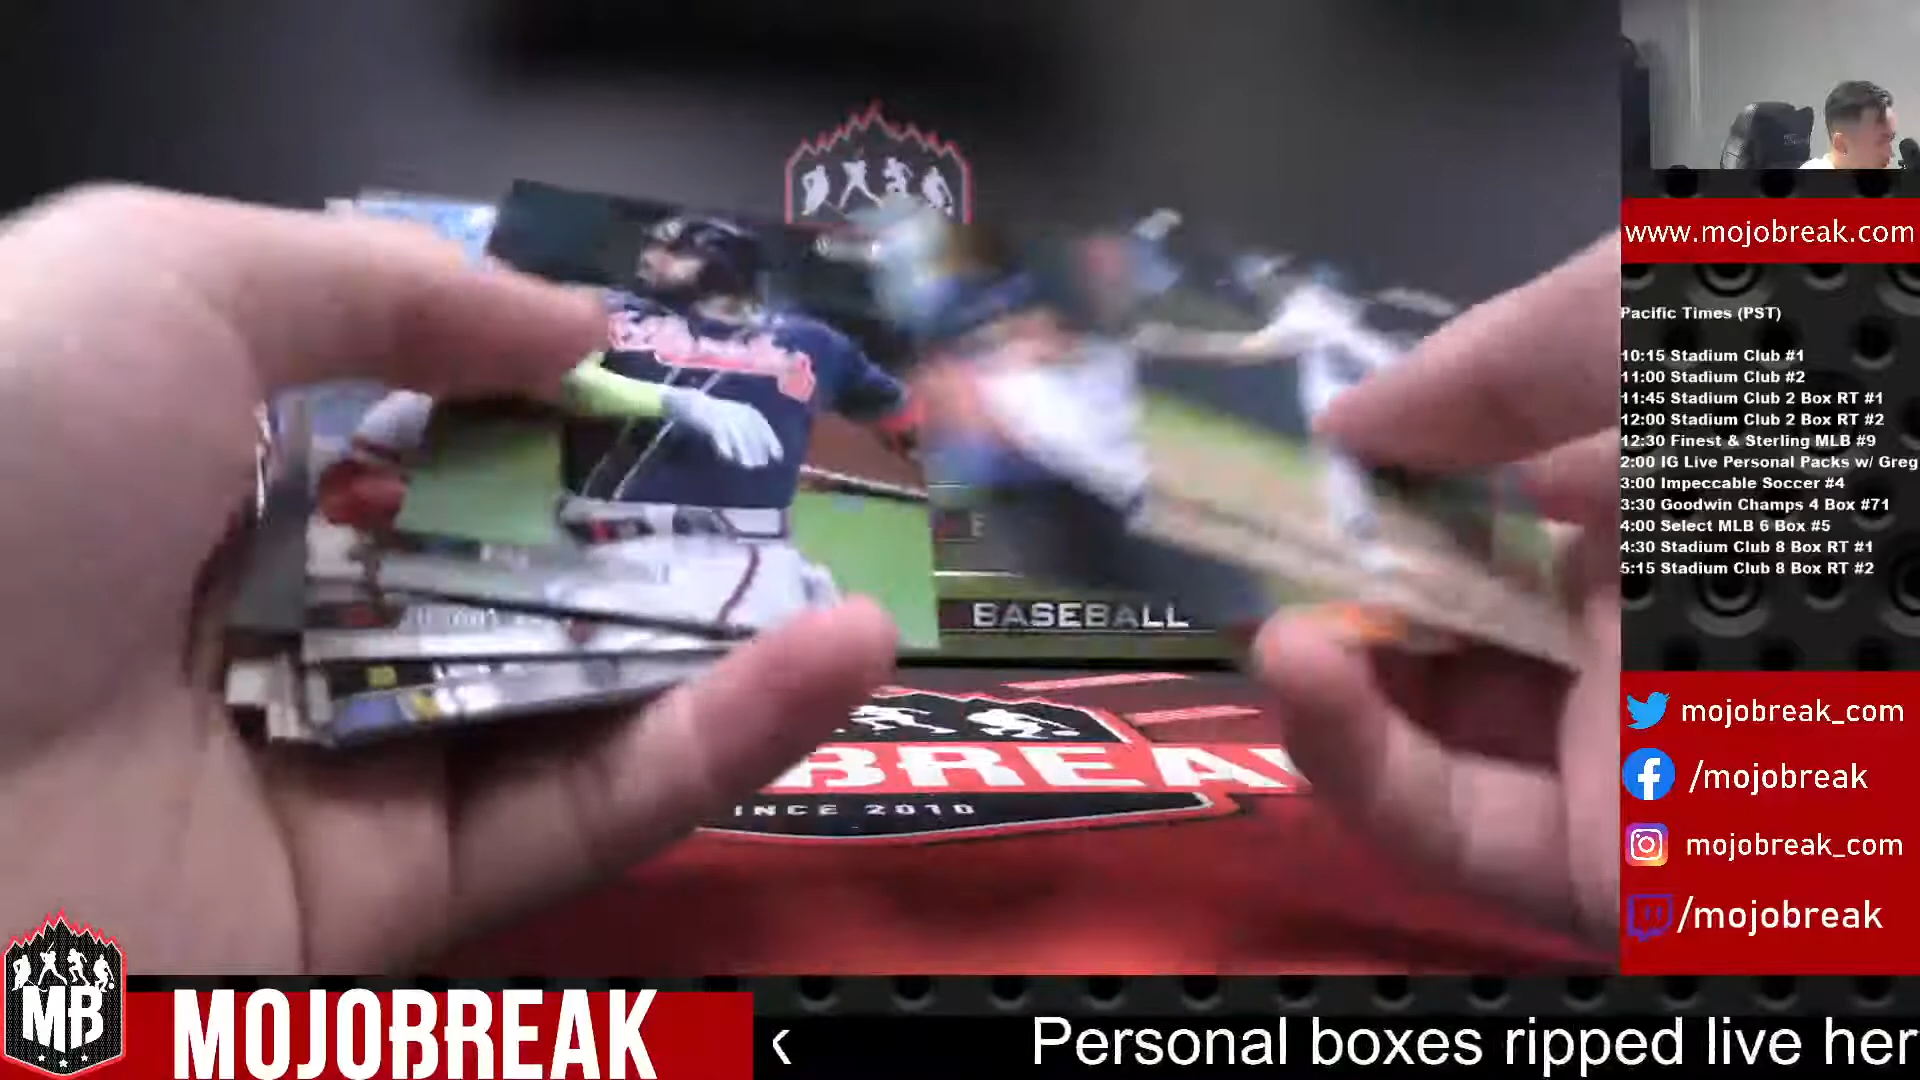 www.mojobreak.com
Pacific Times (PST)
10:15 Stadium Club #1
11:00 Stadium Club #2
11:45 Stadium Club 2 Box RT #1
12:00 Stadium Club 2 Box RT #2
12:30 Finest & Sterling MLB #9
2:00 IG Live Personal Packs w/ Greg
3:00 Impeccable Soccer #4
3:30 Goodwin Champs 4 Box #71
4:00 Select MLB 6 Box #5
4:30 Stadium Club 8 Box RT #1
5:15 Stadium Club 8 Box RT #2
BASEBALL
BREA
SINCE 2010
mojobreak_com
/mojobreak
mojobreak_com
/mojobreak
MB
MOJOBREAK
‹ Personal boxes ripped live her